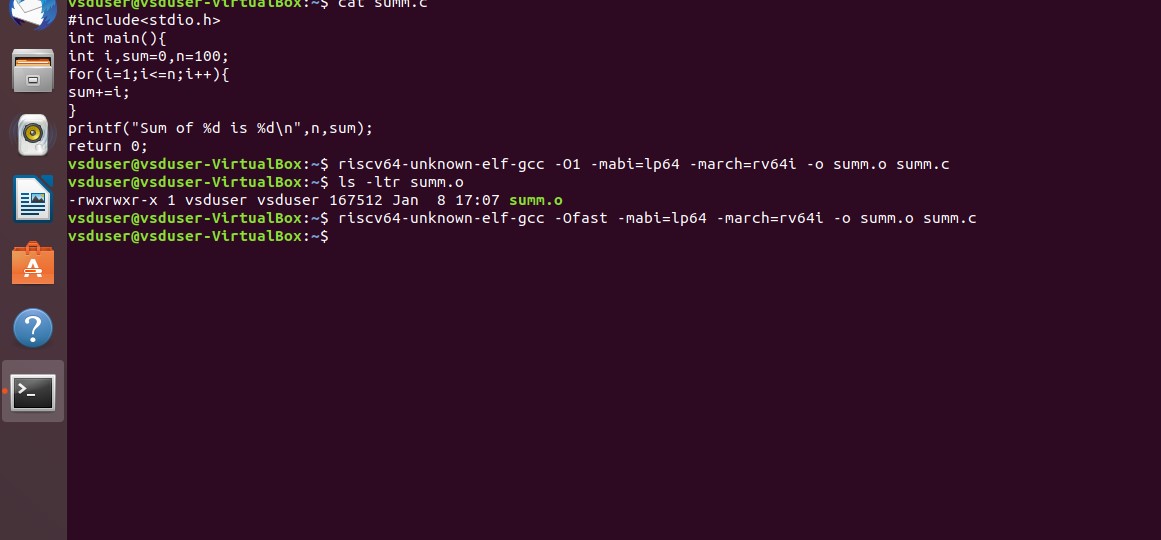 vsduser@vsduser-VirtualBox:~$ cat summ.c
#include<stdio.h>
int main(){
int i,sum=0,n=100;
for(i=1;i<=n;i++){
sum+=i;
}
printf("Sum of %d is %d\n",n,sum);
return 0;
vsduser@vsduser-VirtualBox:~$ riscv64-unknown-elf-gcc -O1 -mabi=lp64 -march=rv64i -o summ.o summ.c
vsduser@vsduser-VirtualBox:~$ ls -ltr summ.o
-rwxrwxr-x 1 vsduser vsduser 167512 Jan  8 17:07 summ.o
vsduser@vsduser-VirtualBox:~$ riscv64-unknown-elf-gcc -Ofast -mabi=lp64 -march=rv64i -o summ.o summ.c
vsduser@vsduser-VirtualBox:~$